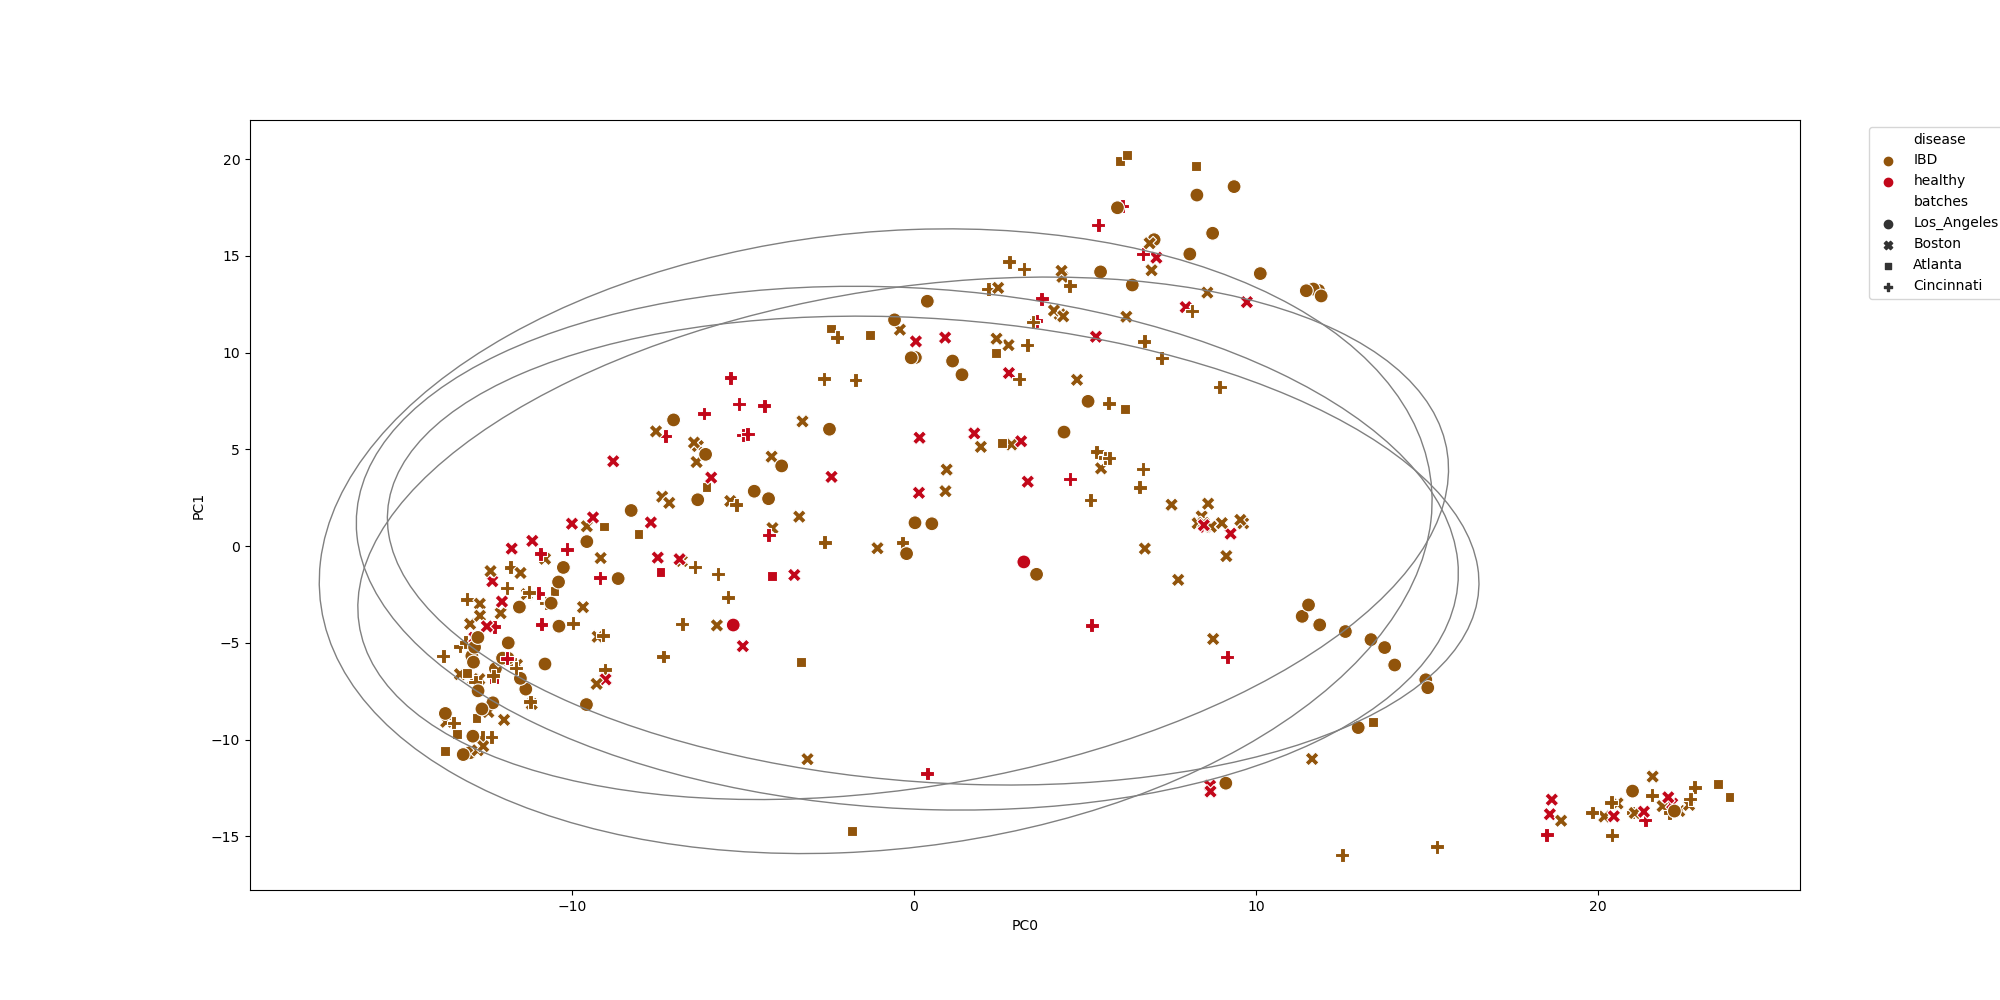 disease
IBD
healthy
batches
Los_Angeles
Boston
Atlanta
Cincinnati
20
15
10
5
0
−5
−10
−15
PC1
−10 0 10 20
PC0